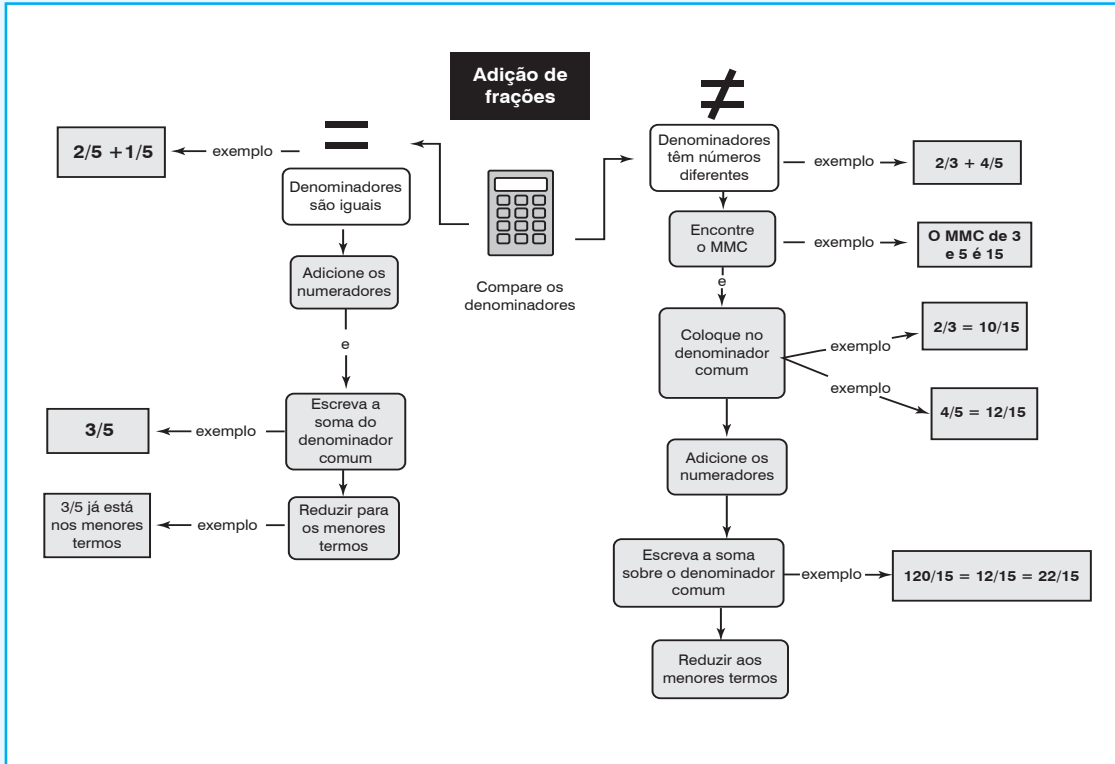 Adição de
frações
=
≠
2/5 +1/5
exemplo
Denominadores
são iguais
Adicione os
numeradores
e
Escreva a
soma do
denominador
comum
exemplo
3/5
Reduzir para
os menores
termos
exemplo
3/5 já está
nos menores
termos
Compare os
denominadores
Denominadores
têm números
diferentes
exemplo
2/3 + 4/5
Encontre
o MMC
exemplo
O MMC de 3
e 5 é 15
e
Coloque no
denominador
comum
exemplo
2/3 = 10/15
exemplo
4/5 = 12/15
Adicione os
numeradores
Escreva a soma
sobre o denominador
comum
exemplo
120/15 = 12/15 = 22/15
Reduzir aos
menores termos